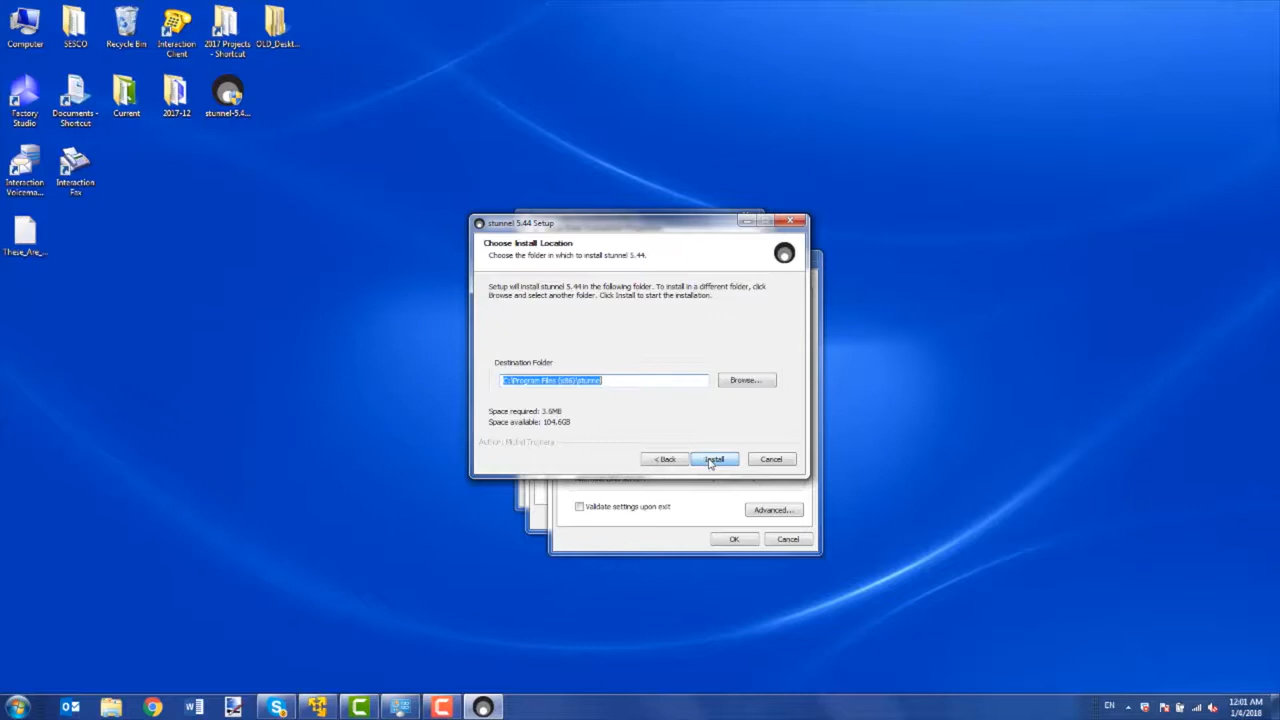 Computer
SESCO
Recycle Bin
Interaction
Client
2017 Projects
- Shortcut
OLD_Deskt...
Factory
Studio
Documents -
Shortcut
Current
2017-12
stunnel-5.4...
Interaction
Voicema...
Interaction
Fax
These_Are_...
stunnel 5.44 Setup
Choose Install Location
Choose the folder in which to install stunnel 5.44.
Setup will install stunnel 5.44 in the following folder. To install in a different folder, click
Browse and select another folder. Click Install to start the installation.
Destination Folder
C:\Program Files (x86)\stunnel
Browse...
Space required: 3.6MB
Space available: 104.6GB
Author: Michal Trojnara
< Back
Install
Cancel
Validate settings upon exit
Advanced...
OK
Cancel
EN
12:01 AM
1/4/2018